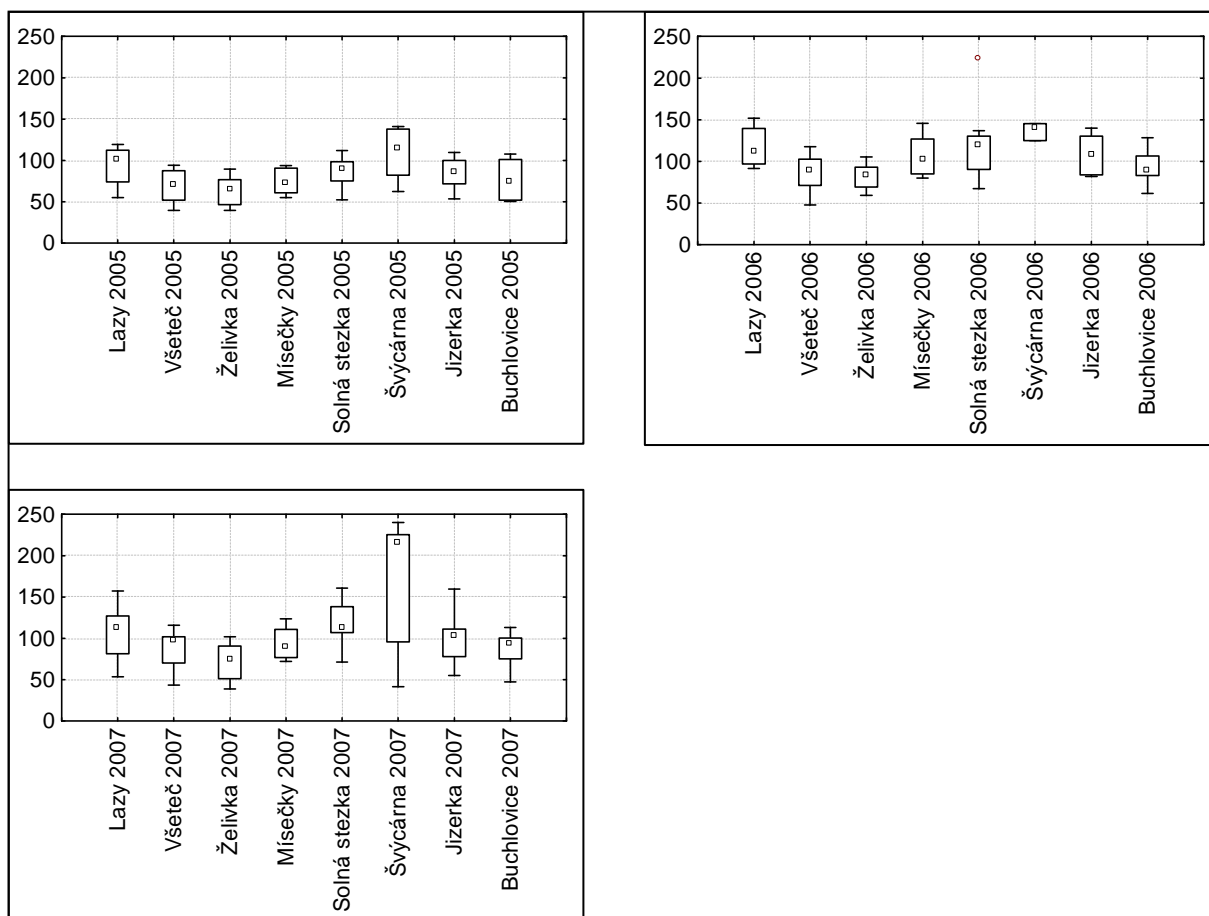 250
200
150
100
50
0
Lazy 2005
Všeteč 2005
Želivka 2005
Mísečky 2005
Solná stezka 2005
Švýcárna 2005
Jizerka 2005
Buchlovice 2005
250
200
150
100
50
0
Lazy 2006
Všeteč 2006
Želivka 2006
Mísečky 2006
Solná stezka 2006
Švýcárna 2006
Jizerka 2006
Buchlovice 2006
250
200
150
100
50
0
Lazy 2007
Všeteč 2007
Želivka 2007
Mísečky 2007
Solná stezka 2007
Švýcárna 2007
Jizerka 2007
Buchlovice 2007